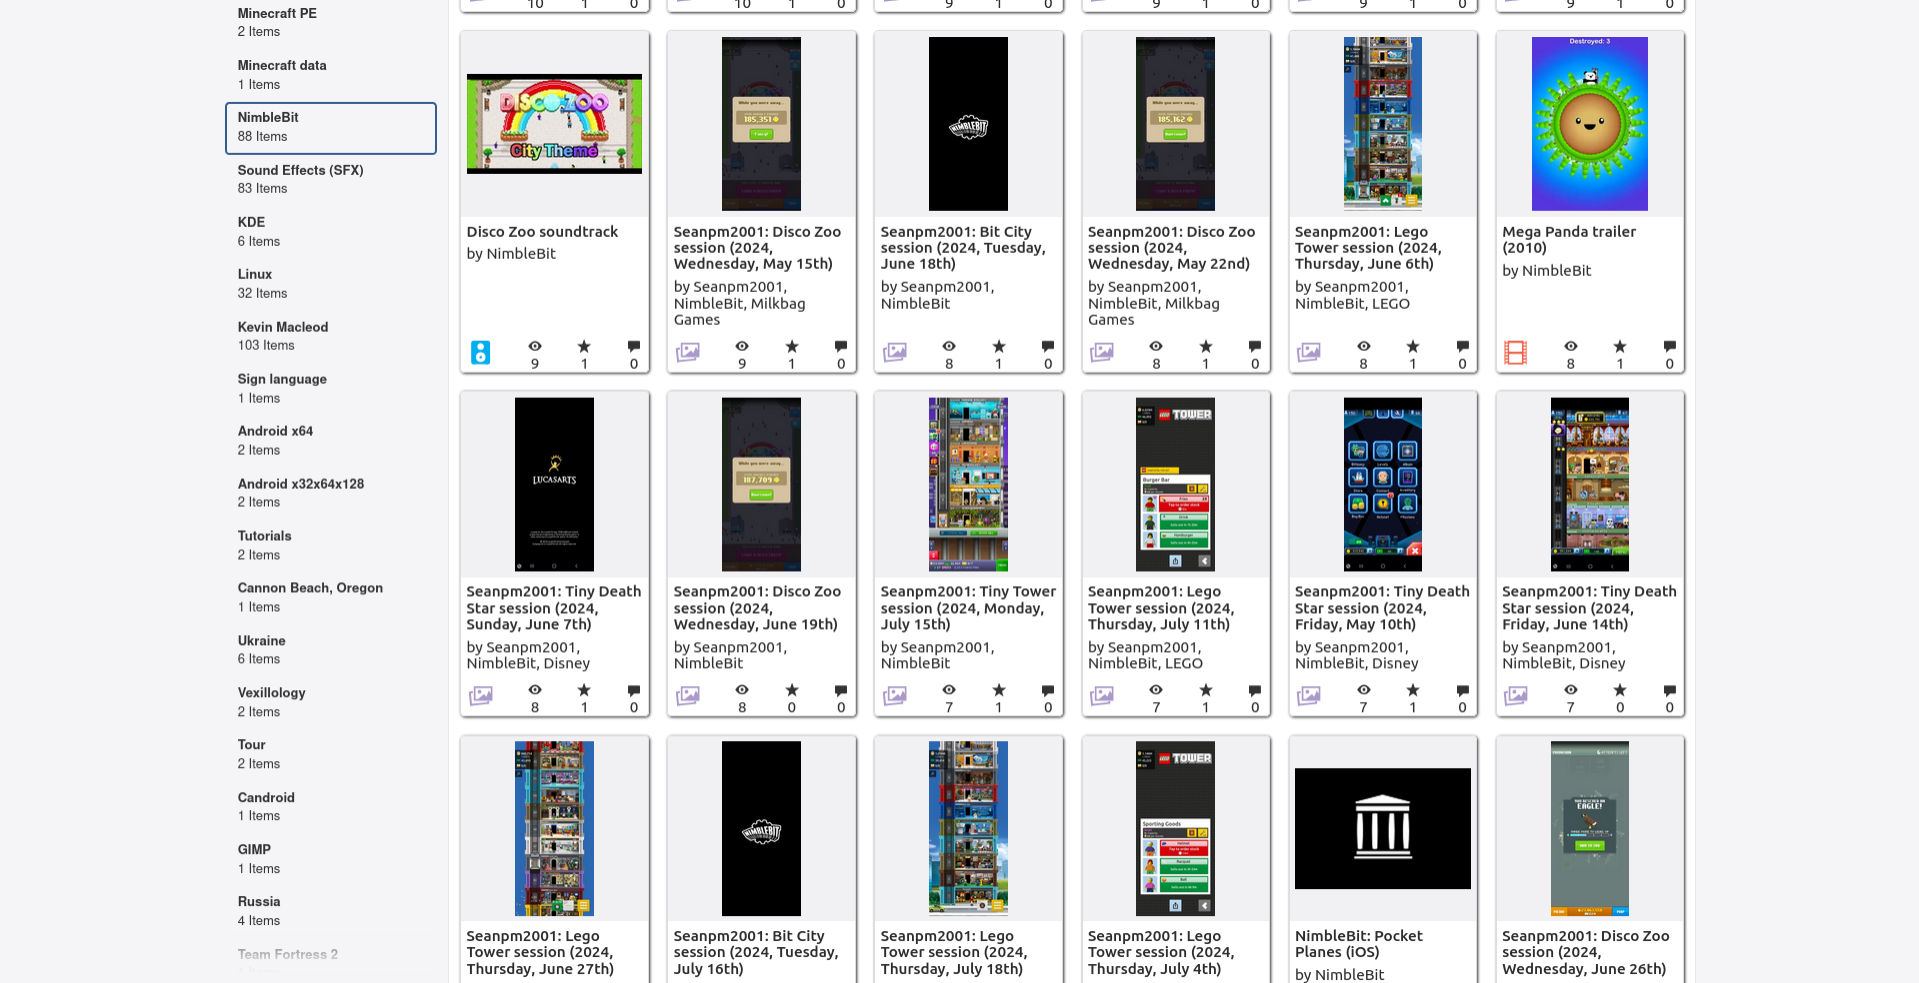 Minecraft PE
2 Items
Minecraft data
1 Items
NimbleBit
88 Items
Sound Effects (SFX)
83 Items
KDE
6 Items
Linux
32 Items
Kevin Macleod
103 Items
Sign language
1 Items
Android x64
2 Items
Android x32x64x128
2 Items
Tutorials
2 Items
Cannon Beach, Oregon
1 Items
Ukraine
6 Items
Vexillology
2 Items
Tour
2 Items
Candroid
1 Items
GIMP
1 Items
Russia
4 Items
Team Fortress 2
10 1 0
10 1 0
9 1 0
9 1 0
9 1 0
9 1 0
DISCO ZOO
City Theme
Disco Zoo soundtrack
by NimbleBit
9 1 0
While you were away...
185,351
Seanpm2001: Disco Zoo
session (2024,
Wednesday, May 15th)
by Seanpm2001,
NimbleBit, Milkbag
Games
9 1 0
NIMBLEBIT
Seanpm2001: Bit City
session (2024, Tuesday,
June 18th)
by Seanpm2001,
NimbleBit
8 1 0
While you were away...
185,162
Seanpm2001: Disco Zoo
session (2024,
Wednesday, May 22nd)
by Seanpm2001,
NimbleBit, Milkbag
Games
8 1 0
Seanpm2001: Lego
Tower session (2024,
Thursday, June 6th)
by Seanpm2001,
NimbleBit, LEGO
8 1 0
Destroyed: 3
Mega Panda trailer
(2010)
by NimbleBit
8 1 0
LUCASARTS
Seanpm2001: Tiny Death
Star session (2024,
Sunday, June 7th)
by Seanpm2001,
NimbleBit, Disney
8 1 0
While you were away...
187,789
Seanpm2001: Disco Zoo
session (2024,
Wednesday, June 19th)
by Seanpm2001,
NimbleBit
8 0 0
Seanpm2001: Tiny Tower
session (2024, Monday,
July 15th)
by Seanpm2001,
NimbleBit
7 1 0
LEGO TOWER
Burger Bar
Seanpm2001: Lego
Tower session (2024,
Thursday, July 11th)
by Seanpm2001,
NimbleBit, LEGO
7 1 0
Seanpm2001: Tiny Death
Star session (2024,
Friday, May 10th)
by Seanpm2001,
NimbleBit, Disney
7 1 0
Seanpm2001: Tiny Death
Star session (2024,
Friday, June 14th)
by Seanpm2001,
NimbleBit, Disney
7 0 0
Seanpm2001: Lego
Tower session (2024,
Thursday, June 27th)
NIMBLEBIT
Seanpm2001: Bit City
session (2024, Tuesday,
July 16th)
Seanpm2001: Lego
Tower session (2024,
Thursday, July 18th)
LEGO TOWER
Sporting Goods
Seanpm2001: Lego
Tower session (2024,
Thursday, July 4th)
NimbleBit: Pocket
Planes (iOS)
by NimbleBit
EAGLE!
Seanpm2001: Disco Zoo
session (2024,
Wednesday, June 26th)